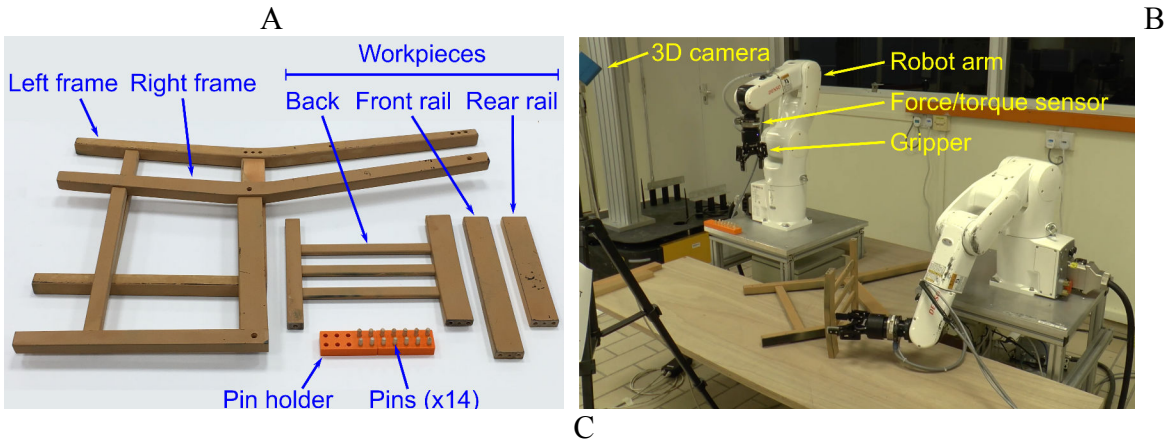 A
B
Workpieces
Left frame
Right frame
Back
Front rail
Rear rail
Pin holder
Pins (x14)
3D camera
Robot arm
Force/torque sensor
Gripper
C